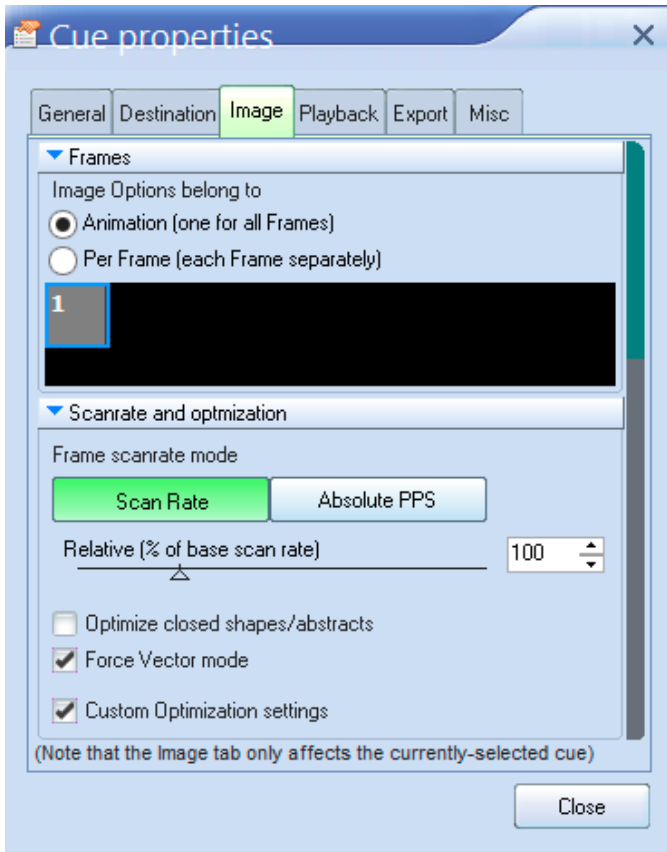 Cue properties
General Destination Image Playback Export Misc
Frames
Image Options belong to
Animation (one for all Frames)
Per Frame (each Frame separately)
1
Scanrate and optmization
Frame scanrate mode
Scan Rate Absolute PPS
Relative (% of base scan rate) 100
Optimize closed shapes/abstracts
Force Vector mode
Custom Optimization settings
(Note that the Image tab only affects the currently-selected cue)
Close